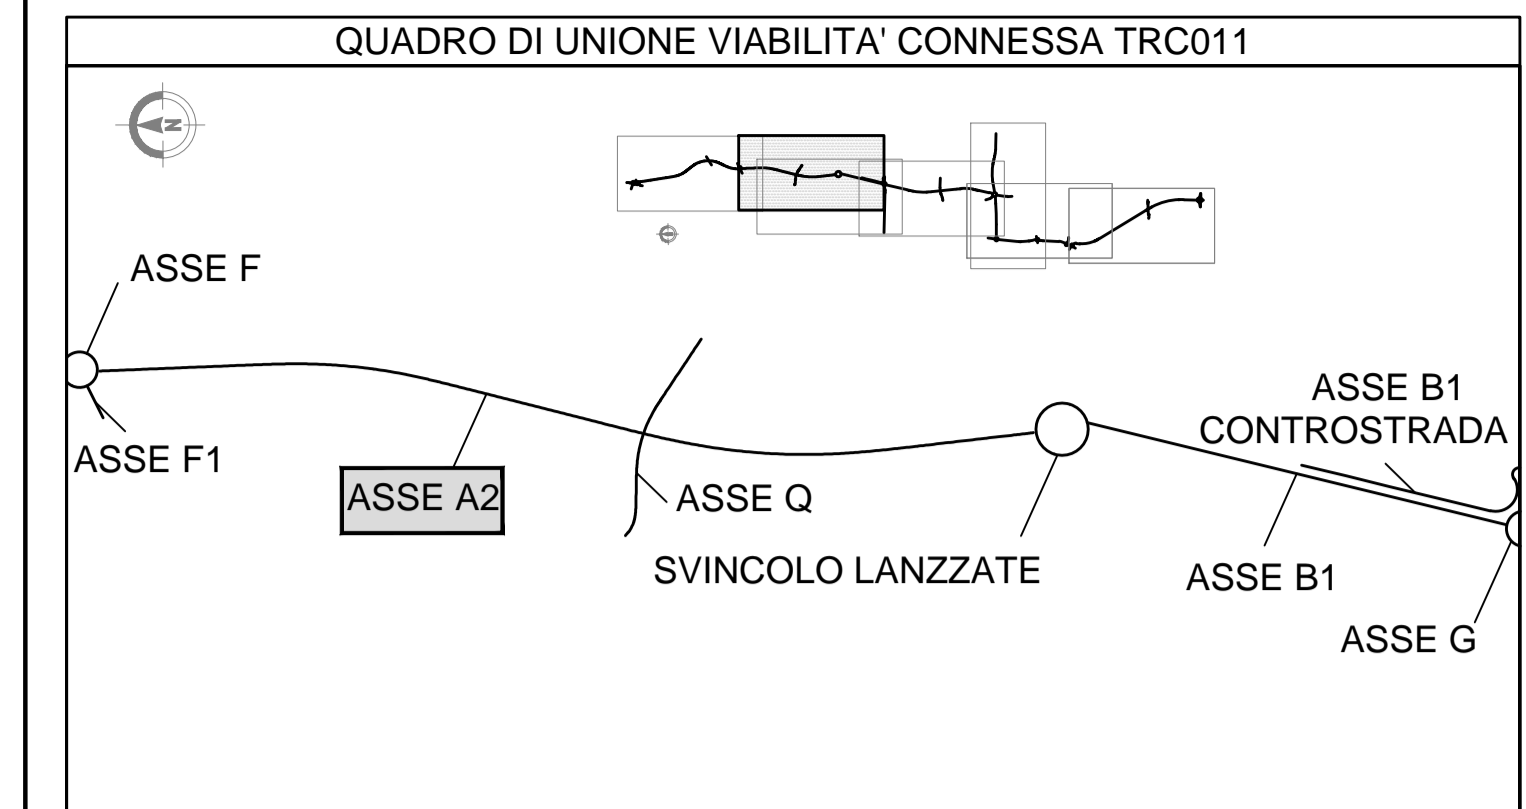 QUADRO DI UNIONE VIABILITA' CONNESSA TRC011
N
ASSE F
ASSE F1
ASSE A2
ASSE Q
SVINCOLO LANZZATE
ASSE B1
CONTROSTRADA
ASSE B1
ASSE G